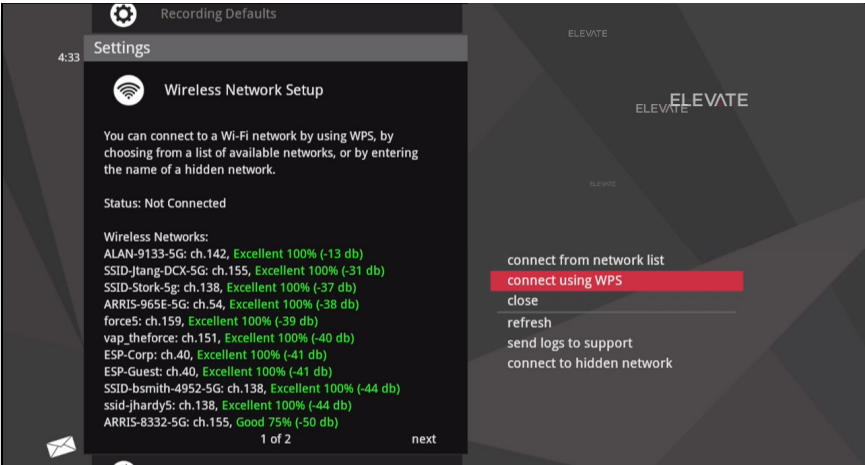 Recording Defaults
4:33
Settings
Wireless Network Setup
You can connect to a Wi-Fi network by using WPS, by
choosing from a list of available networks, or by entering
the name of a hidden network.
Status: Not Connected
Wireless Networks:
ALAN-9133-5G: ch.142, Excellent 100% (-13 db)
SSID-Jtang-DCX-5G: ch.155, Excellent 100% (-31 db)
SSID-Stork-5g: ch.138, Excellent 100% (-37 db)
ARRIS-965E-5G: ch.54, Excellent 100% (-38 db)
force5: ch.159, Excellent 100% (-39 db)
vap_theforce: ch.151, Excellent 100% (-40 db)
ESP-Corp: ch.40, Excellent 100% (-41 db)
ESP-Guest: ch.40, Excellent 100% (-41 db)
SSID-bsmith-4952-5G: ch.138, Excellent 100% (-44 db)
ssid-jhardy5: ch.138, Excellent 100% (-44 db)
ARRIS-8332-5G: ch.155, Good 75% (-50 db)
1 of 2 next
ELEVATE
ELEVATE
ELEVATE
ELEVATE
connect from network list
connect using WPS
close
refresh
send logs to support
connect to hidden network